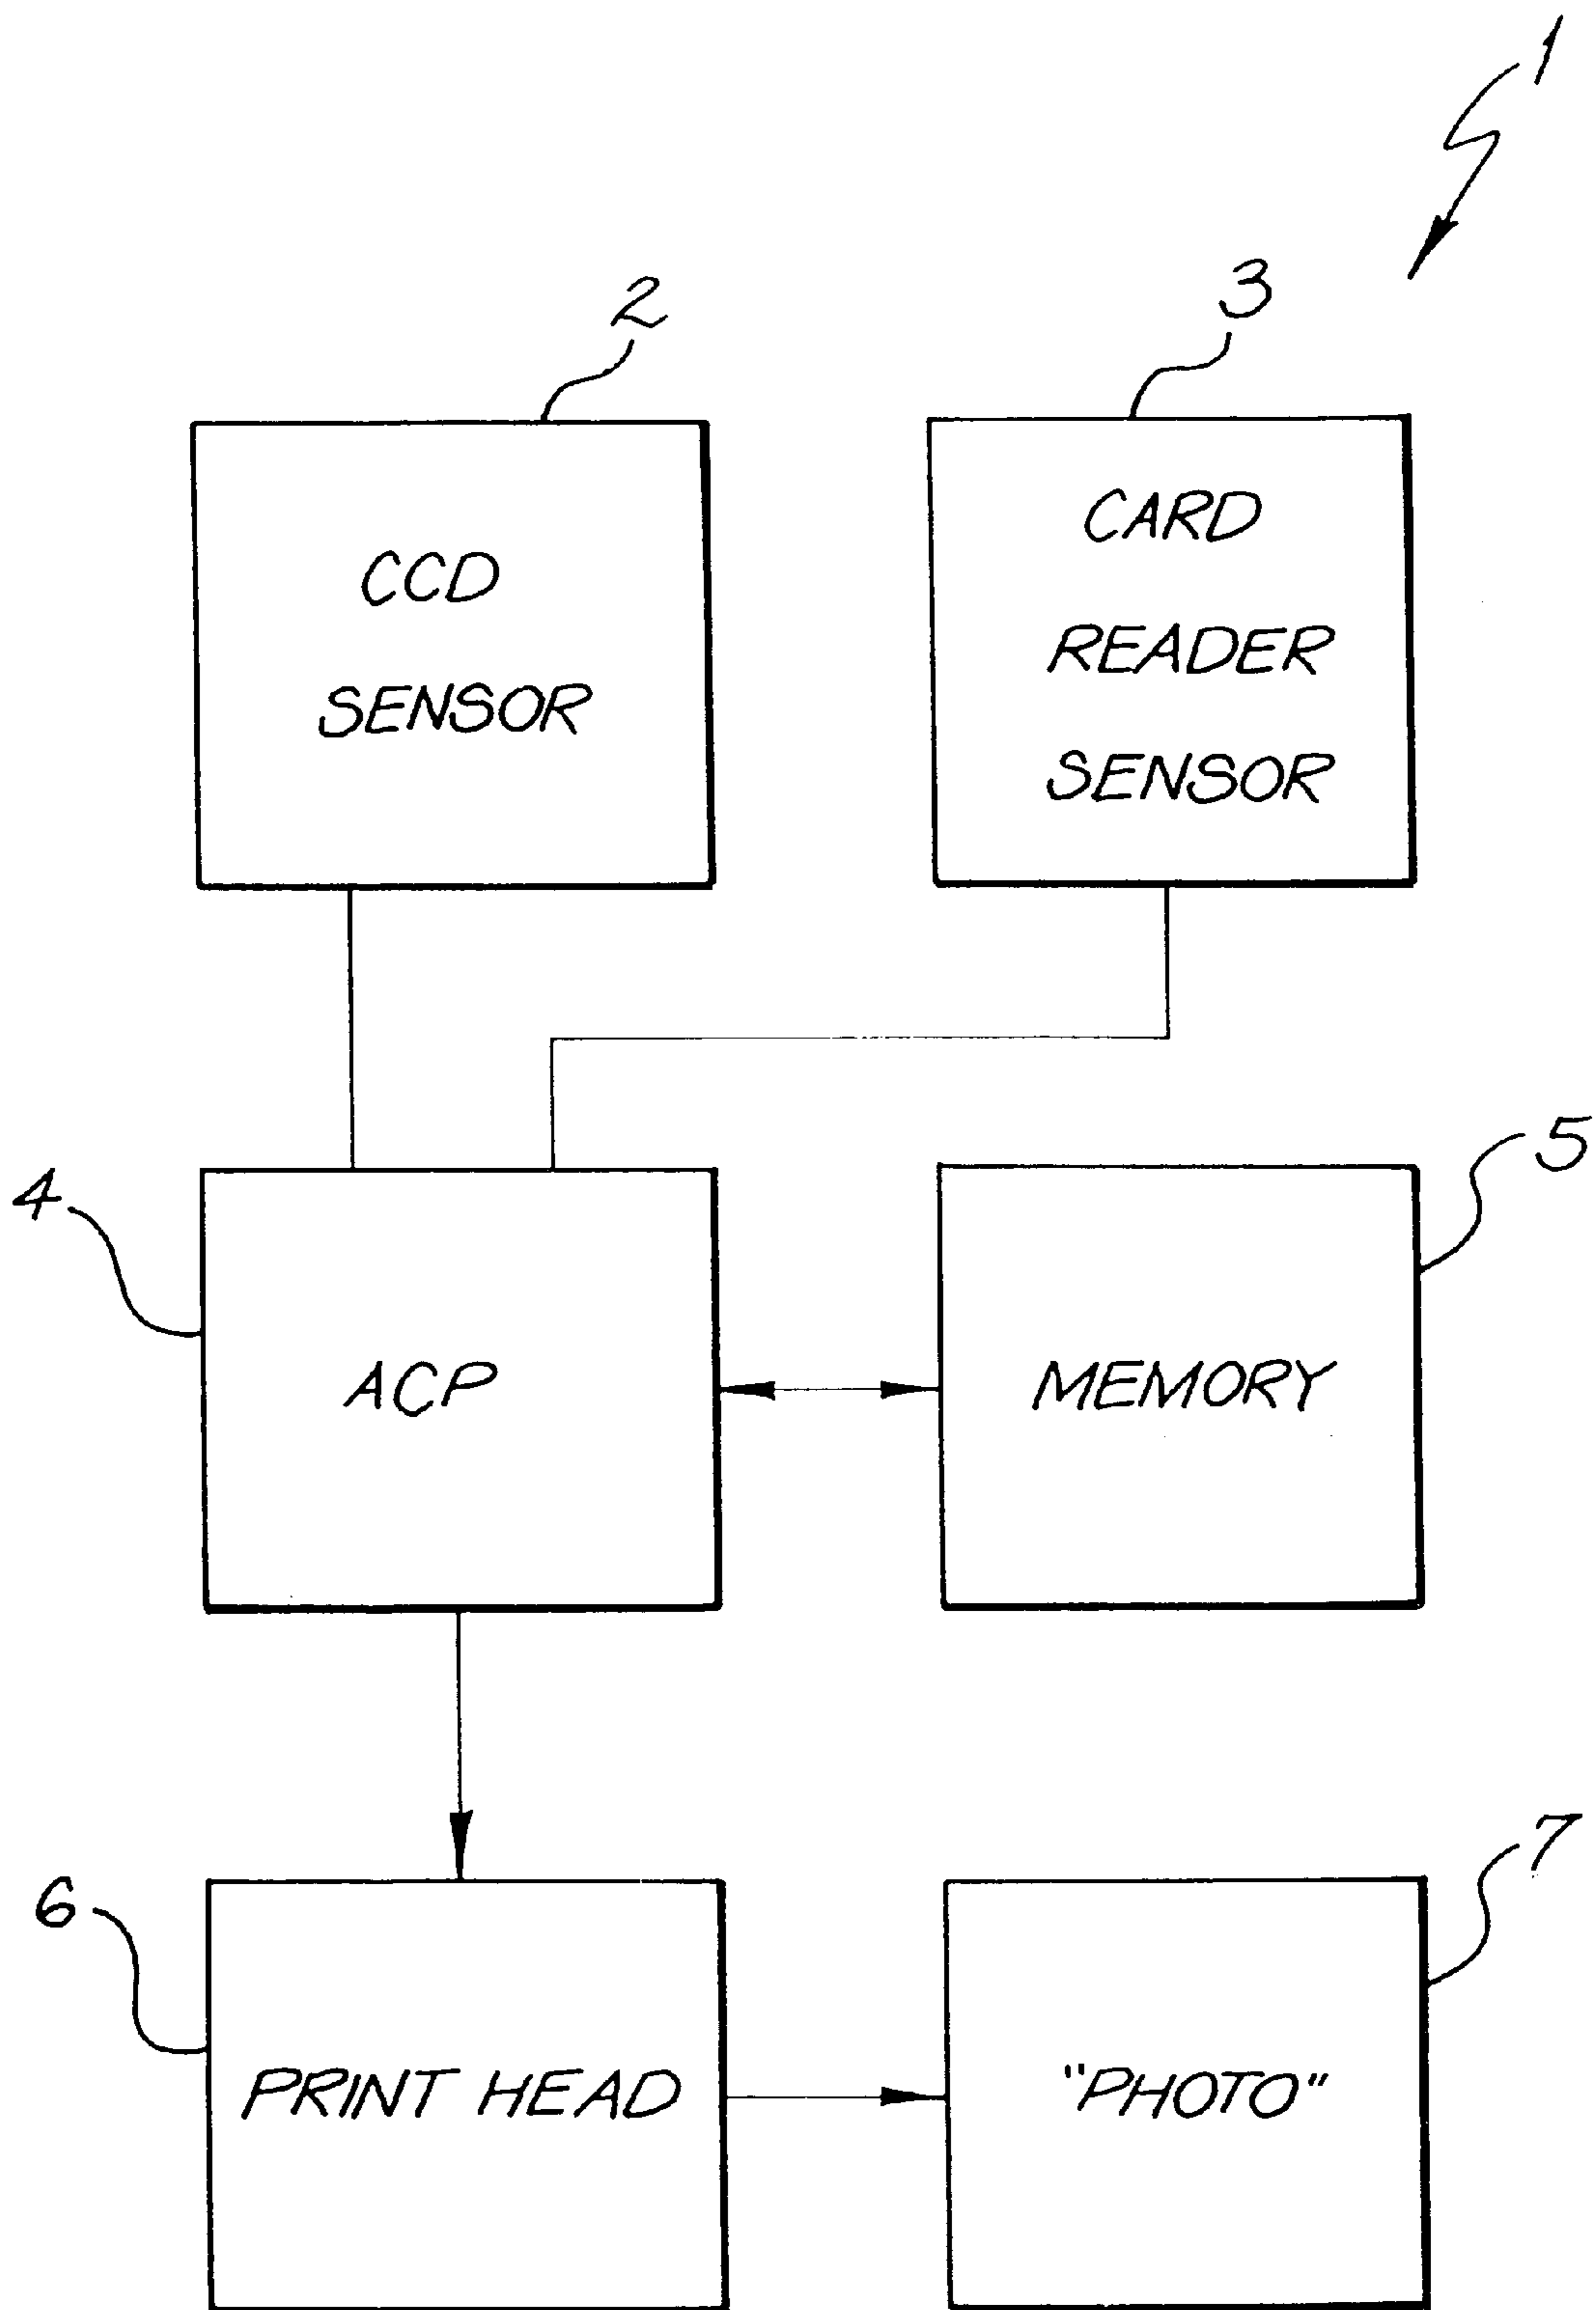 1
2
3
CCD
SENSOR
CARD
READER
SENSOR
4
5
ACP
MEMORY
6
7
PRINT HEAD
"PHOTO"